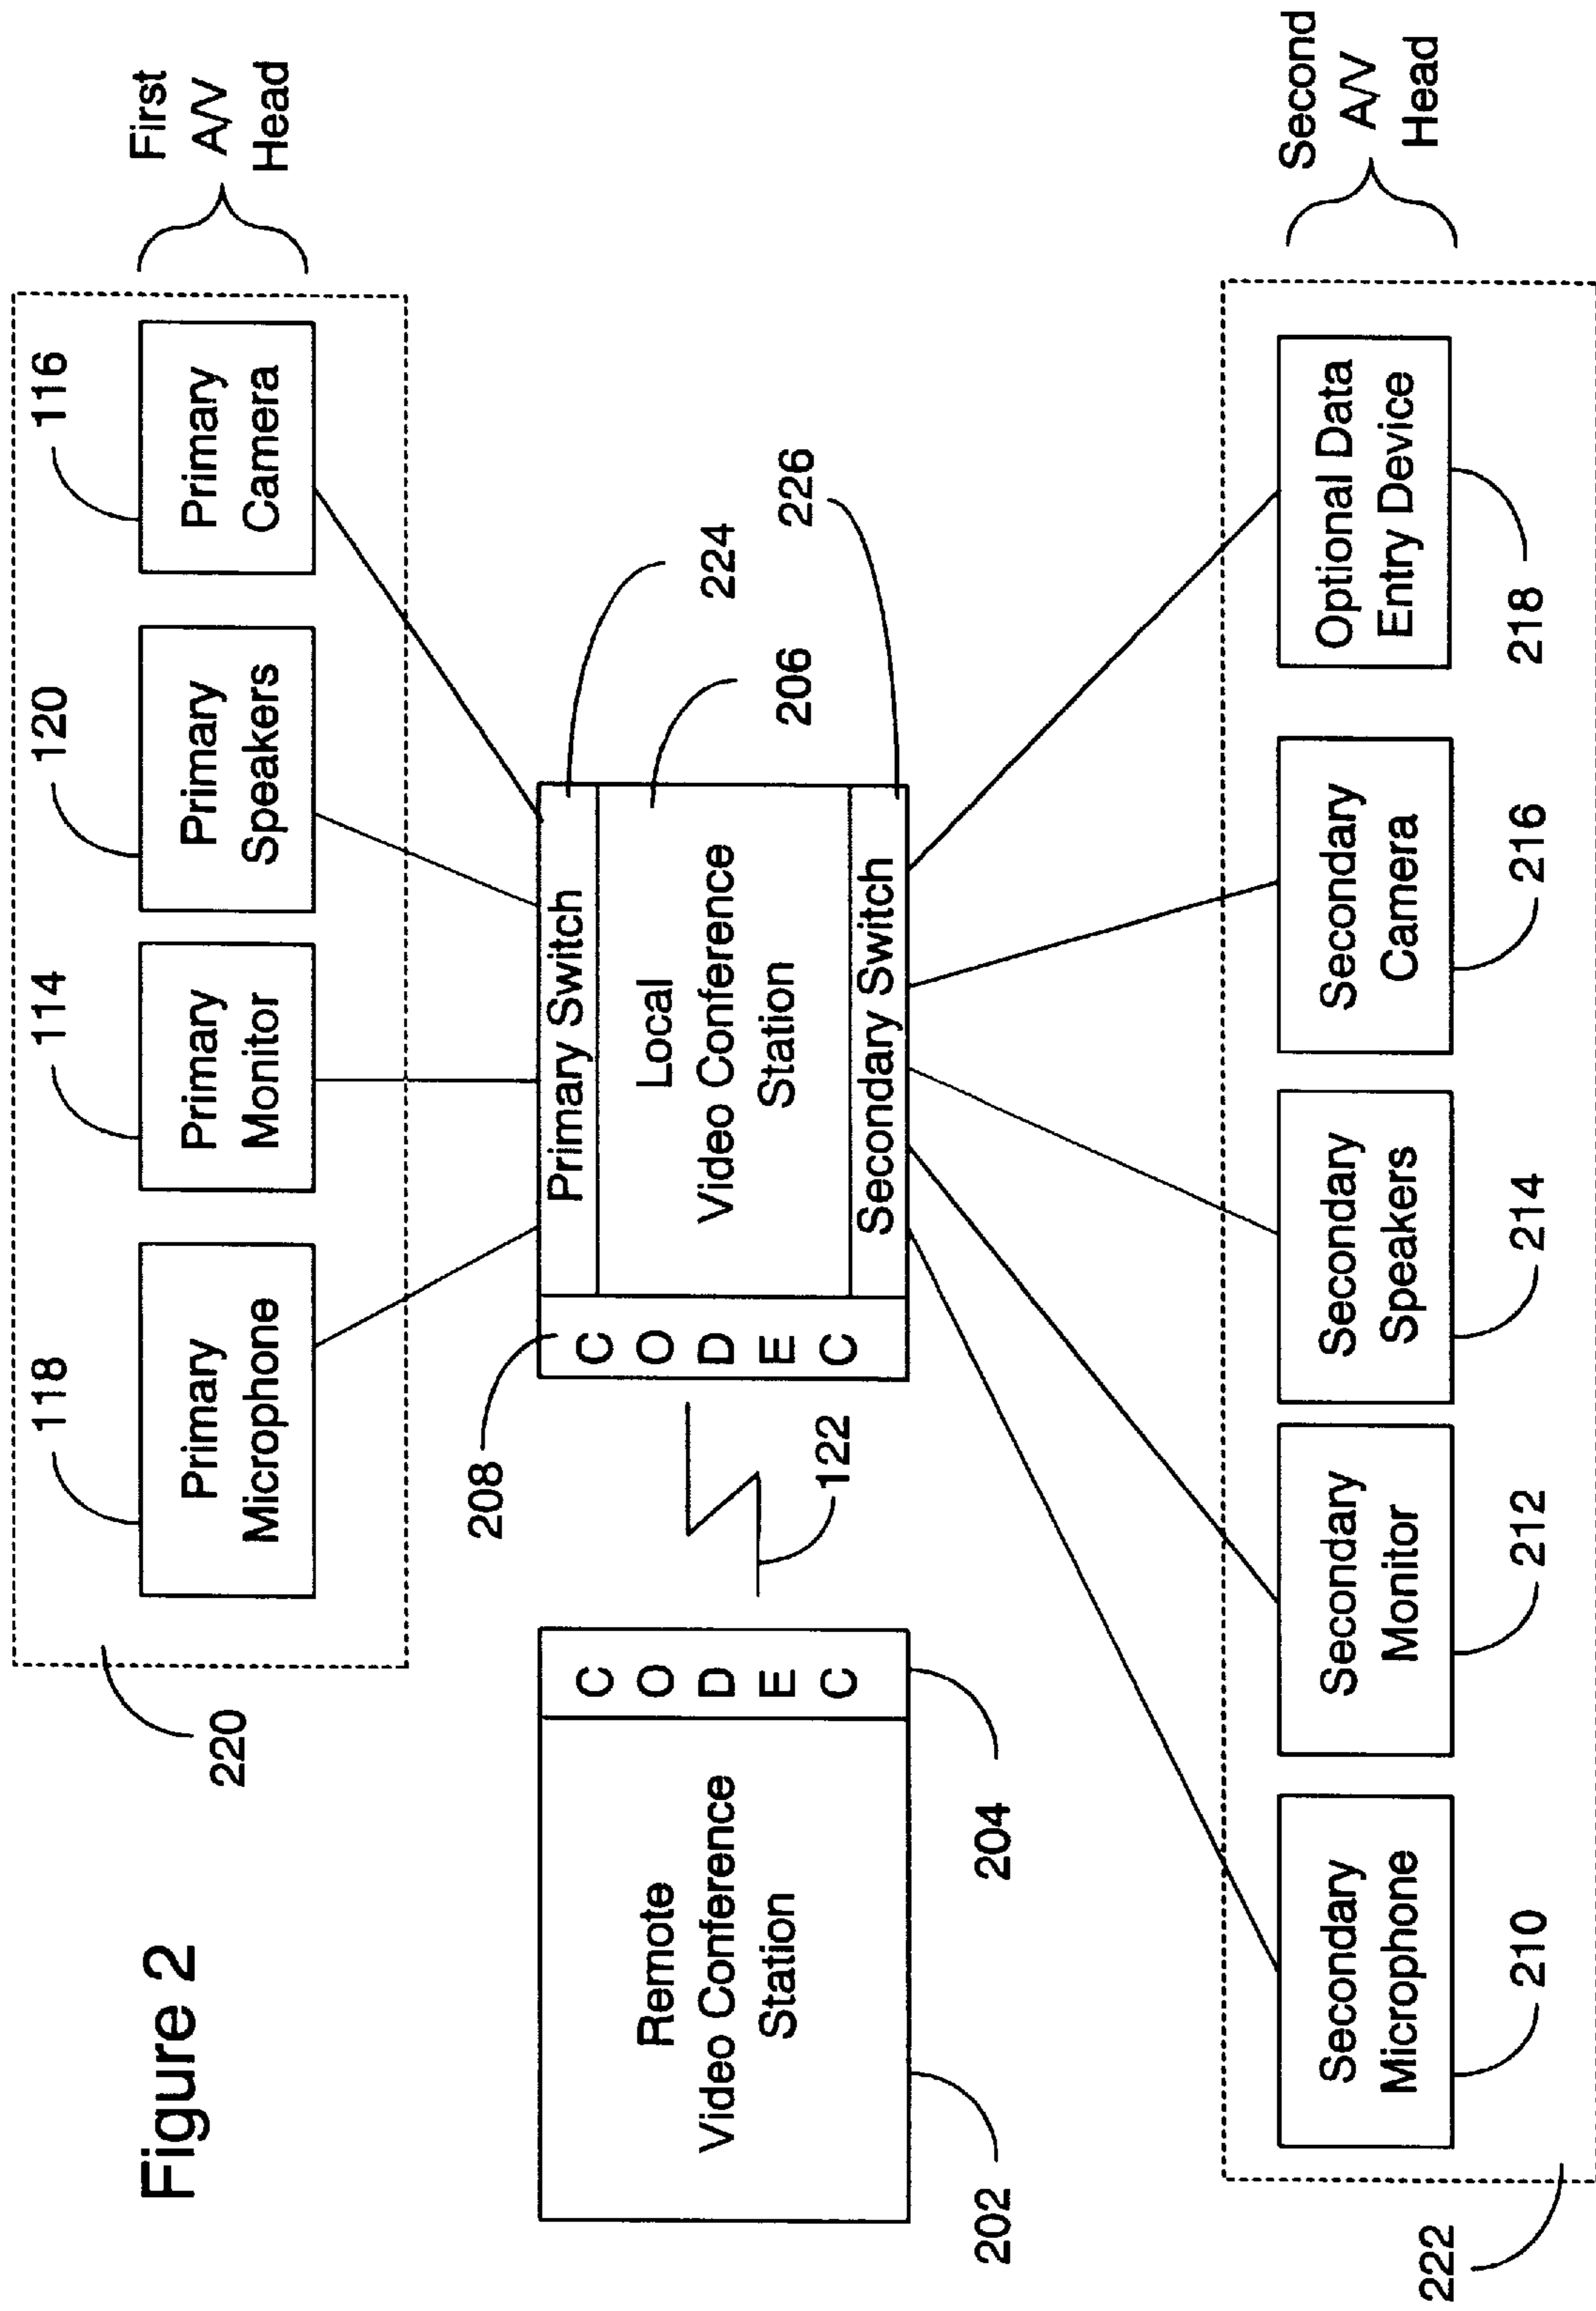 Figure 2
118
114
120
116
Primary
Microphone
Primary
Monitor
Primary
Speakers
Primary
Camera
First
A/V
Head
220
208
224
Remote
Video Conference
Station
C
O
D
E
C
C
O
D
E
C
Primary Switch
Local
Video Conference
Station
Secondary Switch
206
226
202
204
122
Secondary
Microphone
Secondary
Monitor
Secondary
Speakers
Secondary
Camera
Optional Data
Entry Device
Second
A/V
Head
222
210
212
214
216
218